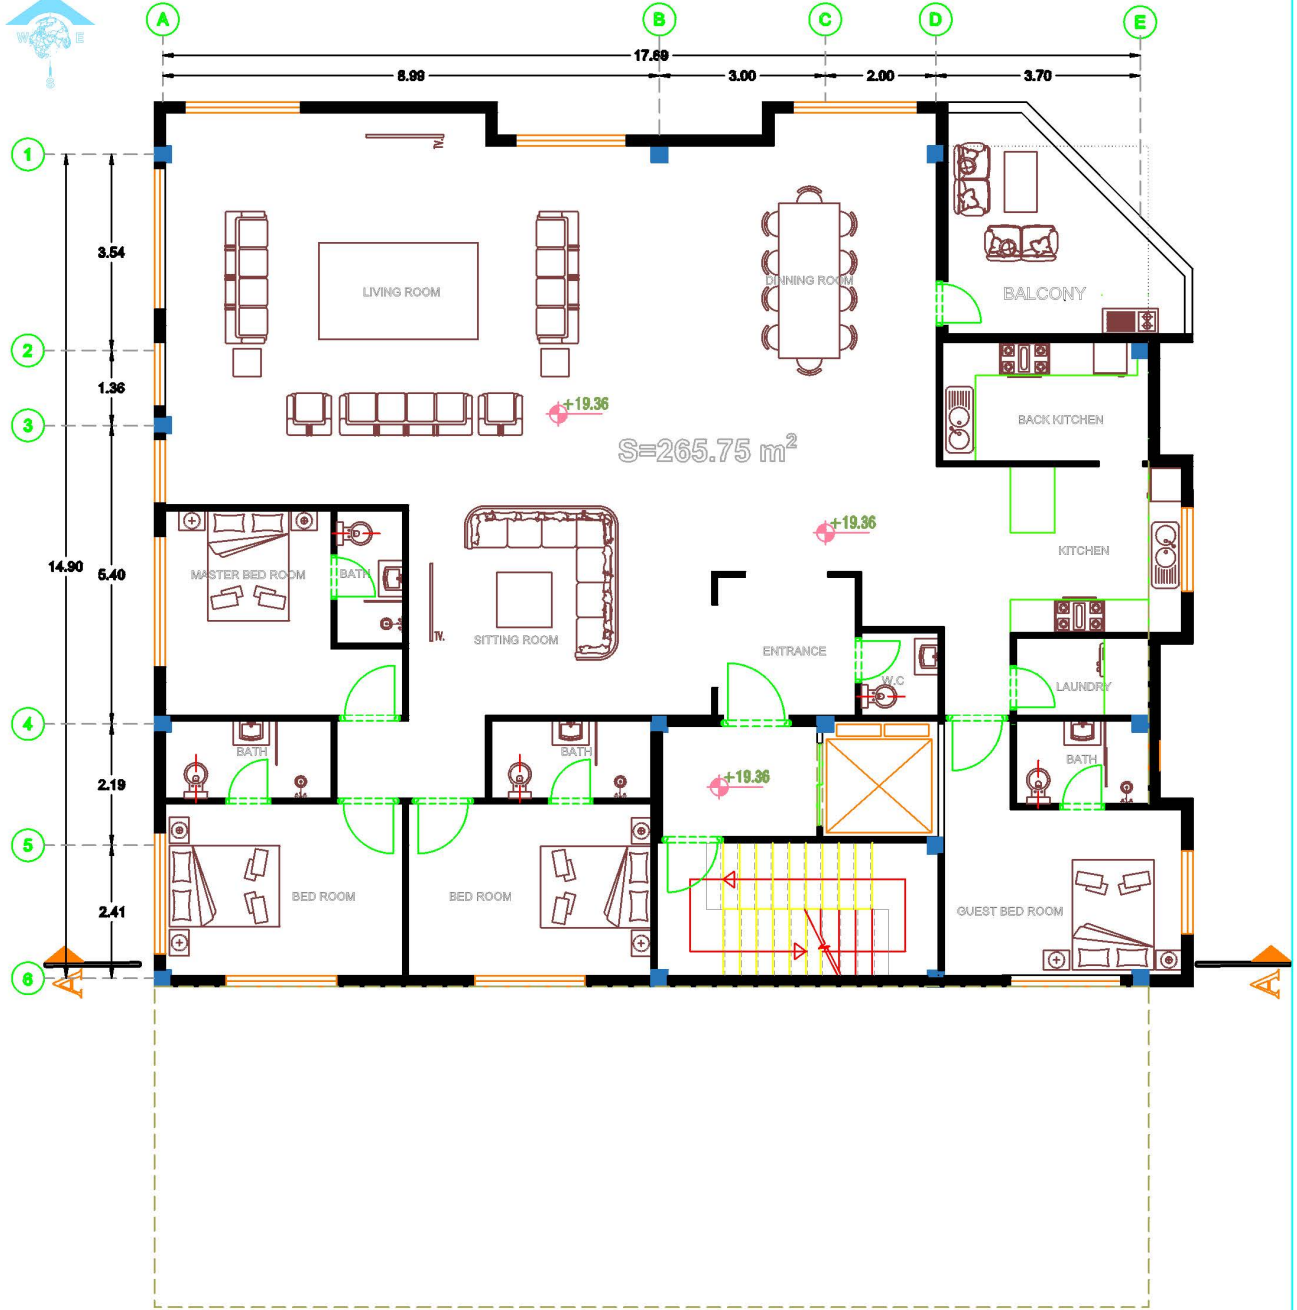 A B C D E
W E
S
17.69
8.99 3.00 2.00 3.70
1
TV.
3.54
LIVING ROOM
DINNING ROOM
BALCONY
2
1.36
+19.36
BACK KITCHEN
3
S=265.75 m²
+19.36
KITCHEN
14.90
5.40
MASTER BED ROOM
BATH
TV.
SITTING ROOM
ENTRANCE
W.C
LAUNDRY
4
BATH
BATH
BATH
+19.36
2.19
5
BED ROOM
BED ROOM
GUEST BED ROOM
2.41
6
A
A